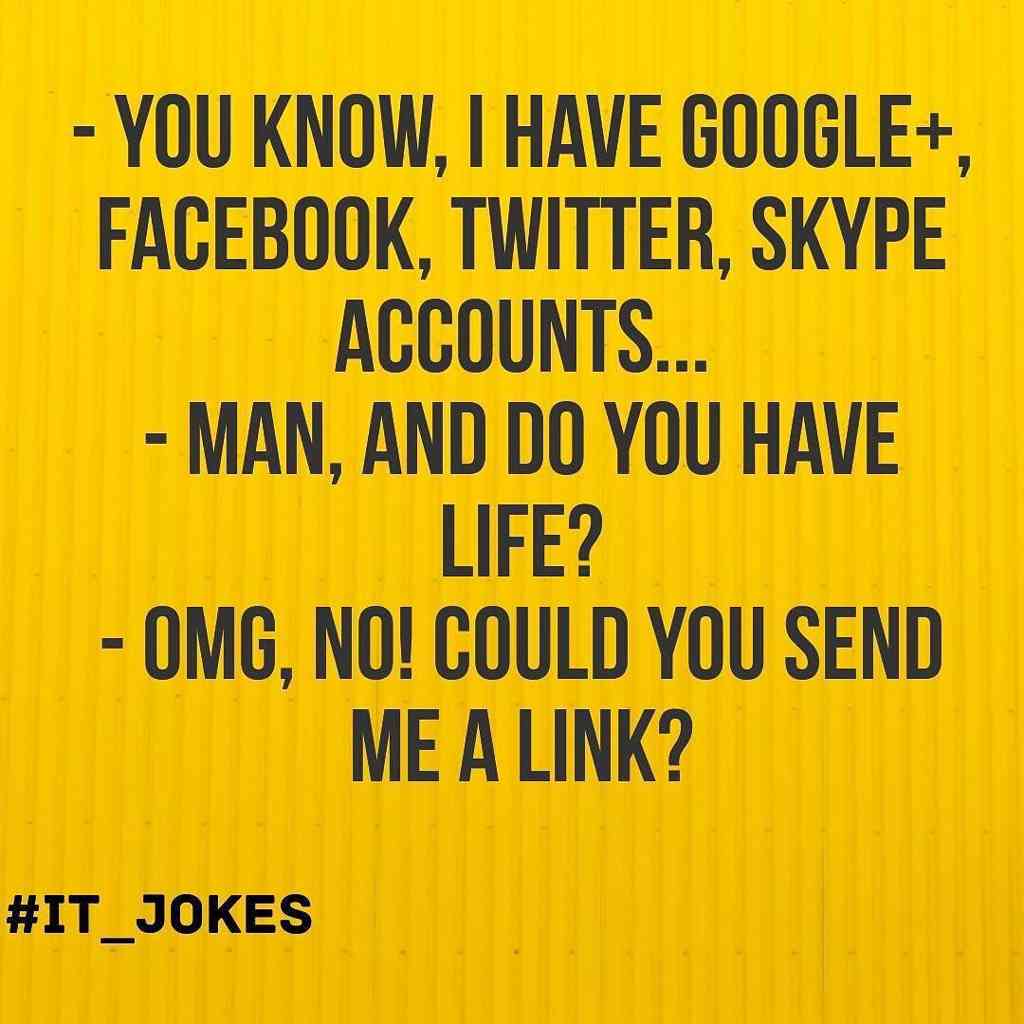 - YOU KNOW, I HAVE GOOGLE+,
FACEBOOK, TWITTER, SKYPE
ACCOUNTS...
- MAN, AND DO YOU HAVE
LIFE?
- OMG, NO! COULD YOU SEND
ME A LINK?
#IT_JOKES